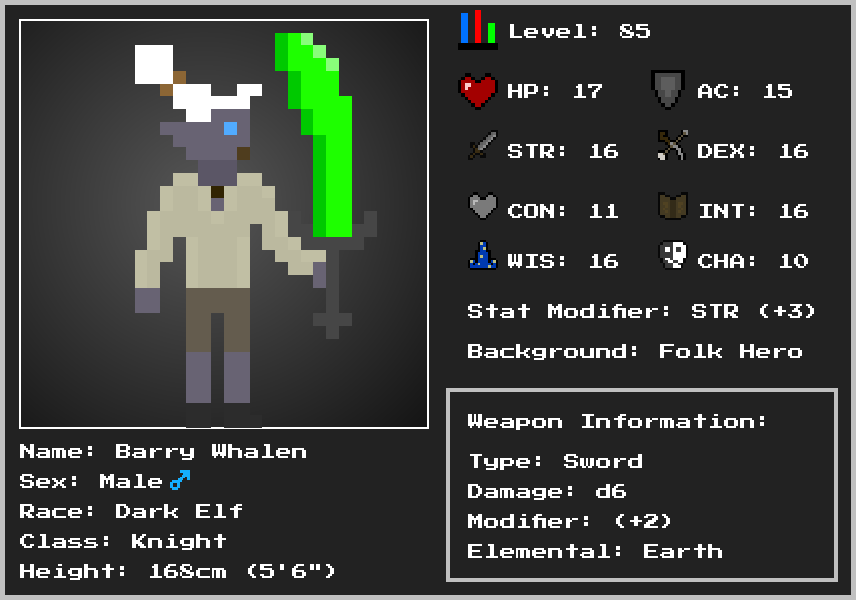 Level: 85
HP: 17 AC: 15
STR: 16 DEX: 16
CON: 11 INT: 16
WIS: 16 CHA: 10
Stat Modifier: STR (+3)
Background: Folk Hero
Weapon Information:
Type: Sword
Damage: d6
Modifier: (+2)
Elemental: Earth
Name: Barry Whalen
Sex: Male ♂
Race: Dark Elf
Class: Knight
Height: 168cm (5'6")